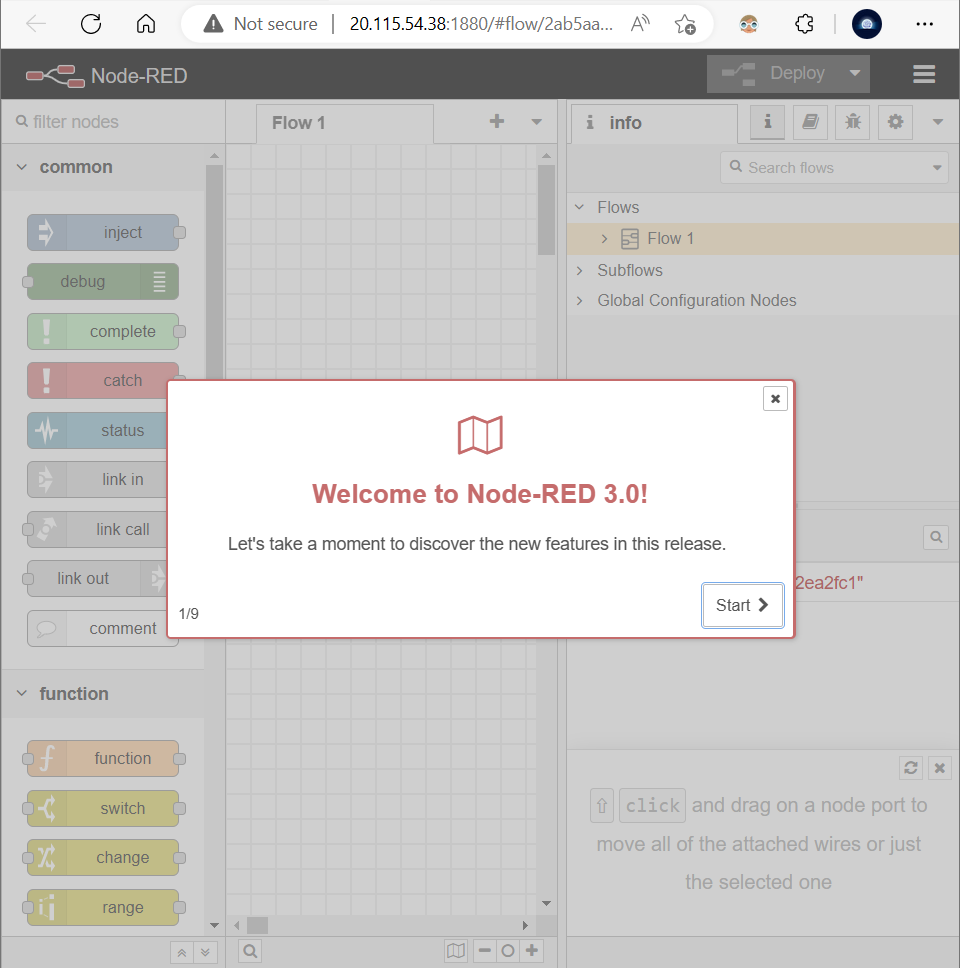 Not secure
20.115.54.38:1880/#flow/2ab5aa...
Node-RED
Deploy
filter nodes
common
inject
debug
complete
catch
status
link in
link call
link out
comment
function
function
switch
change
range
Flow 1
info
Search flows
Flows
Flow 1
Subflows
Global Configuration Nodes
2ea2fc1"
Welcome to Node-RED 3.0!
Let's take a moment to discover the new features in this release.
1/9
Start
⇧ click and drag on a node port to
move all of the attached wires or just
the selected one